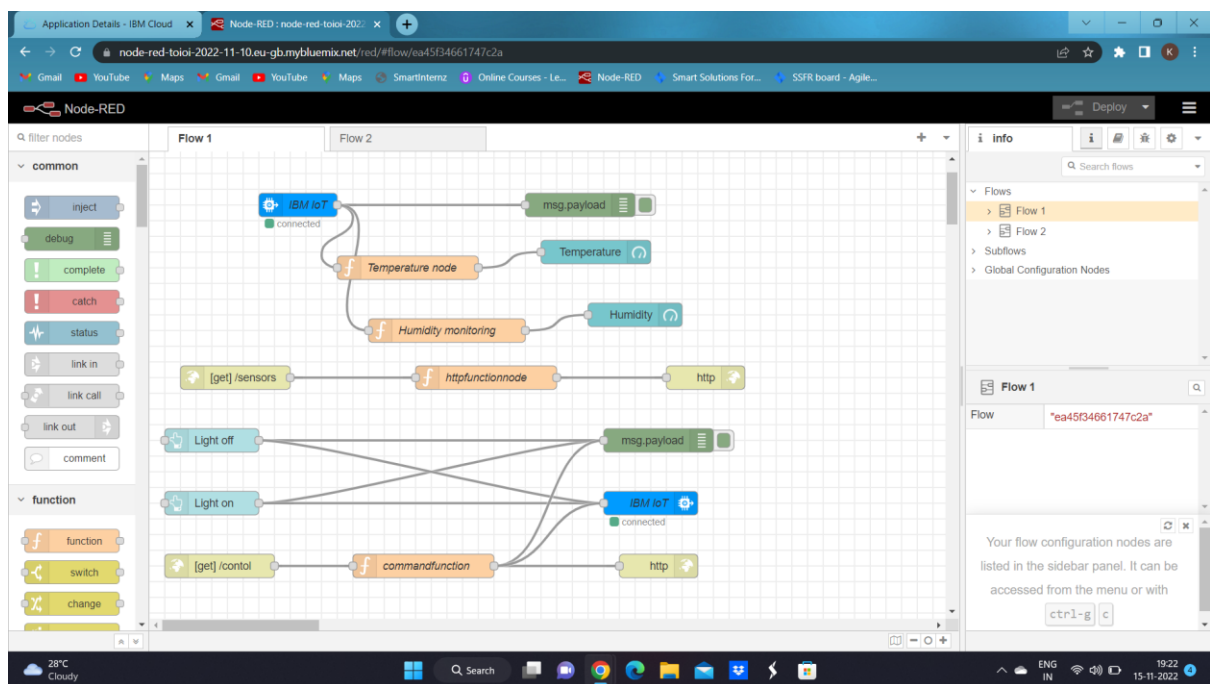 Application Details - IBM Cloud
Node-RED : node-red-toioi-2022
node-red-toioi-2022-11-10.eu-gb.mybluemix.net/red/#flow/ea45f34661747c2a
K
Gmail YouTube Maps Gmail YouTube Maps SmartInternz Online Courses - Le... Node-RED Smart Solutions For... SSFR board - Agile...
Node-RED
Deploy
filter nodes
Flow 1
Flow 2
i info
i
common
Search flows
inject
debug
complete
catch
status
link in
link call
link out
comment
function
function
switch
change
IBM IoT
connected
msg.payload
Temperature node
Temperature
Humidity monitoring
Humidity
[get] /sensors
httpfunctionnode
http
Light off
msg.payload
Light on
IBM IoT
connected
[get] /contol
commandfunction
http
Flows
Flow 1
Flow 2
Subflows
Global Configuration Nodes
Flow 1
Flow "ea45f34661747c2a"
Your flow configuration nodes are
listed in the sidebar panel. It can be
accessed from the menu or with
ctrl-g c
28°C
Cloudy
Search
ENG
IN
19:22
15-11-2022
4